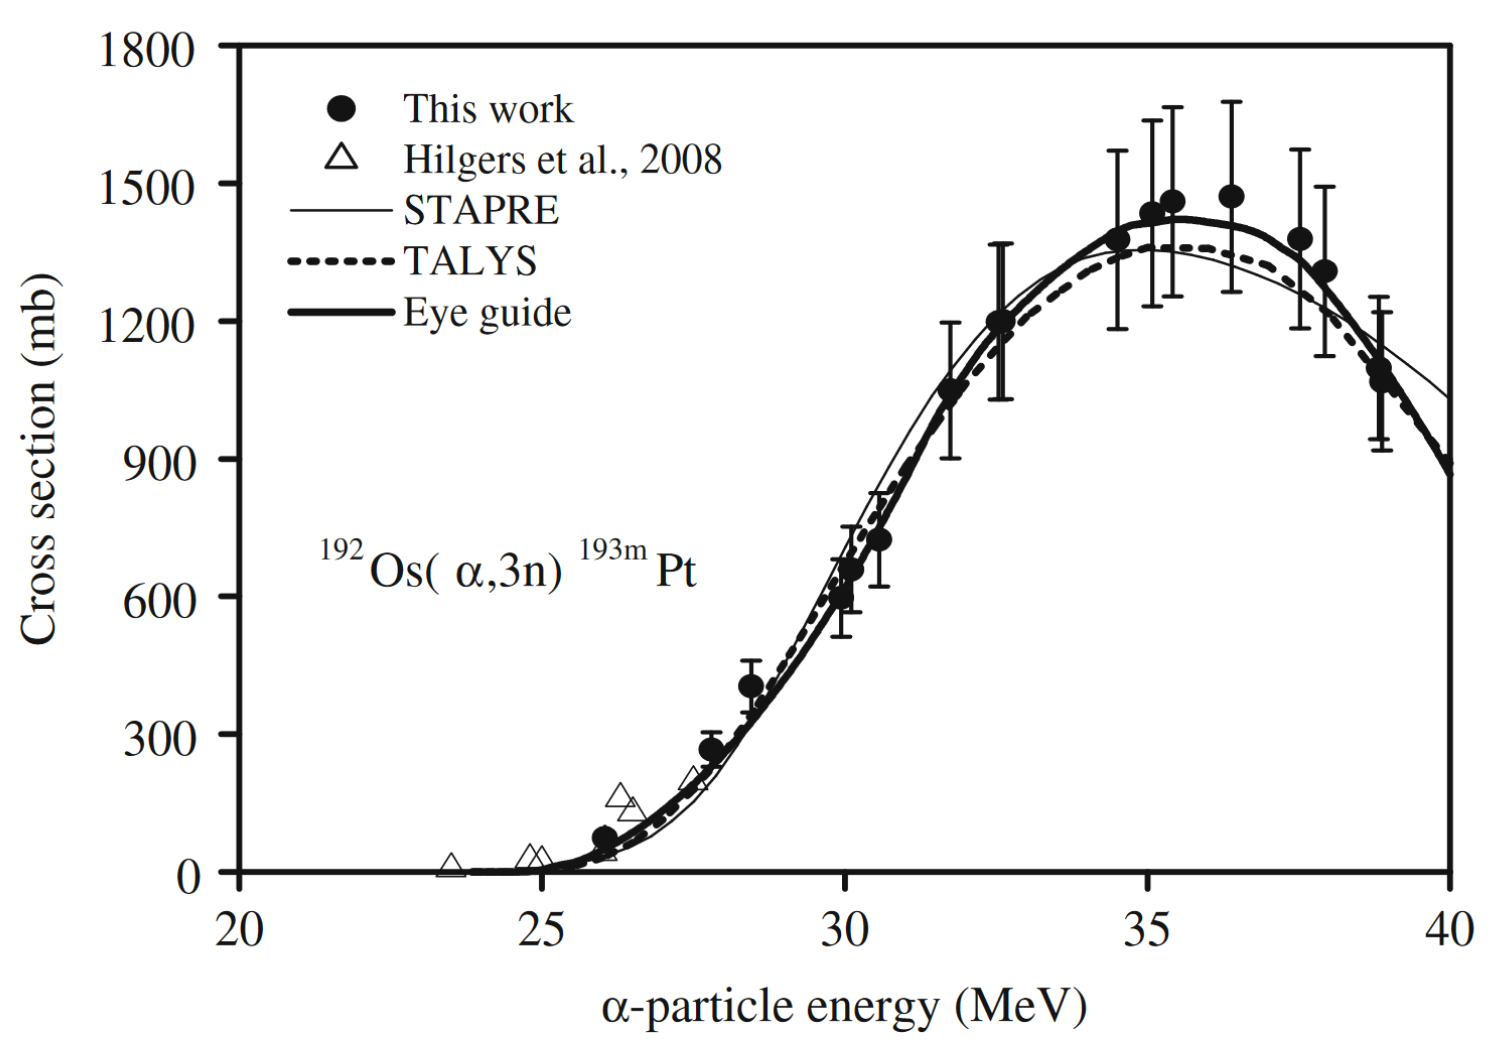 1800
1500
1200
900
600
300
0
Cross section (mb)
This work
Hilgers et al., 2008
STAPRE
TALYS
Eye guide
¹⁹²Os( α,3n) ¹⁹³ᵐPt
20 25 30 35 40
α-particle energy (MeV)